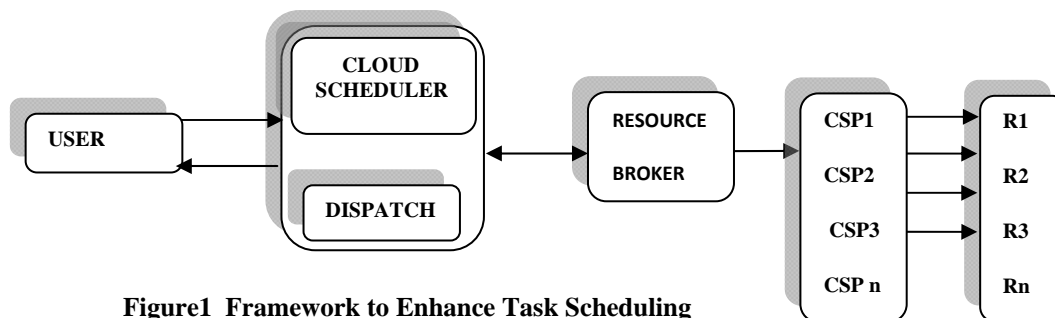 USER
CLOUD
SCHEDULER
DISPATCH
RESOURCE
BROKER
CSP1
CSP2
CSP3
CSP n
R1
R2
R3
Rn
Figure1 Framework to Enhance Task Scheduling